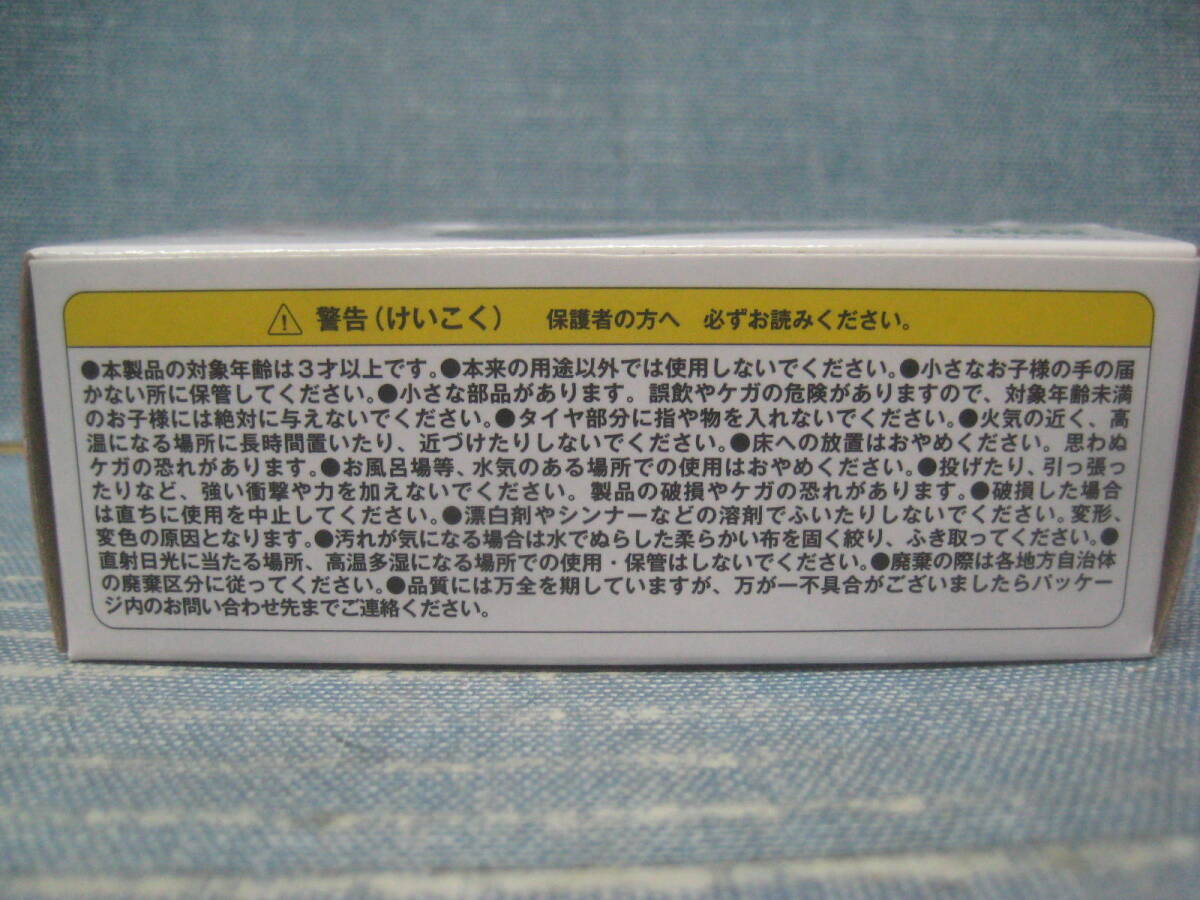 ⚠ 警告(けいこく) 保護者の方へ 必ずお読みください。
●本製品の対象年齢は3才以上です。●本来の用途以外では使用しないでください。●小さなお子様の手の届
かない所に保管してください。●小さな部品があります。誤飲やケガの危険がありますので、対象年齢未満
のお子様には絶対に与えないでください。●タイヤ部分に指や物を入れないでください。●火気の近く、高
温になる場所に長時間置いたり、近づけたりしないでください。●床への放置はおやめください。思わぬ
ケガの恐れがあります。●お風呂場等、水気のある場所での使用はおやめください。●投げたり、引っ張っ
たりなど、強い衝撃や力を加えないでください。製品の破損やケガの恐れがあります。●破損した場合
は直ちに使用を中止してください。●漂白剤やシンナーなどの溶剤でふいたりしないでください。変形、
変色の原因となります。●汚れが気になる場合は水でぬらした柔らかい布を固く絞り、ふき取ってください。●
直射日光に当たる場所、高温多湿になる場所での使用・保管はしないでください。●廃棄の際は各地方自治体
の廃棄区分に従ってください。●品質には万全を期していますが、万が一不具合がございましたらパッケー
ジ内のお問い合わせ先までご連絡ください。